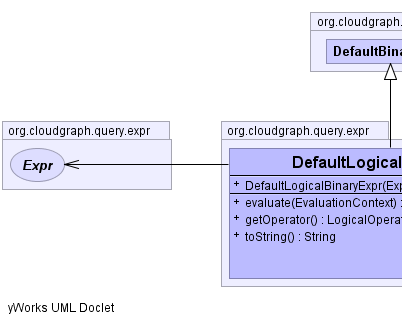 org.cloudgraph.
DefaultBina
org.cloudgraph.query.expr
Expr
org.cloudgraph.query.expr
DefaultLogical
+ DefaultLogicalBinaryExpr(Exp
+ evaluate(EvaluationContext) :
+ getOperator() : LogicalOpera
+ toString() : String
yWorks UML Doclet